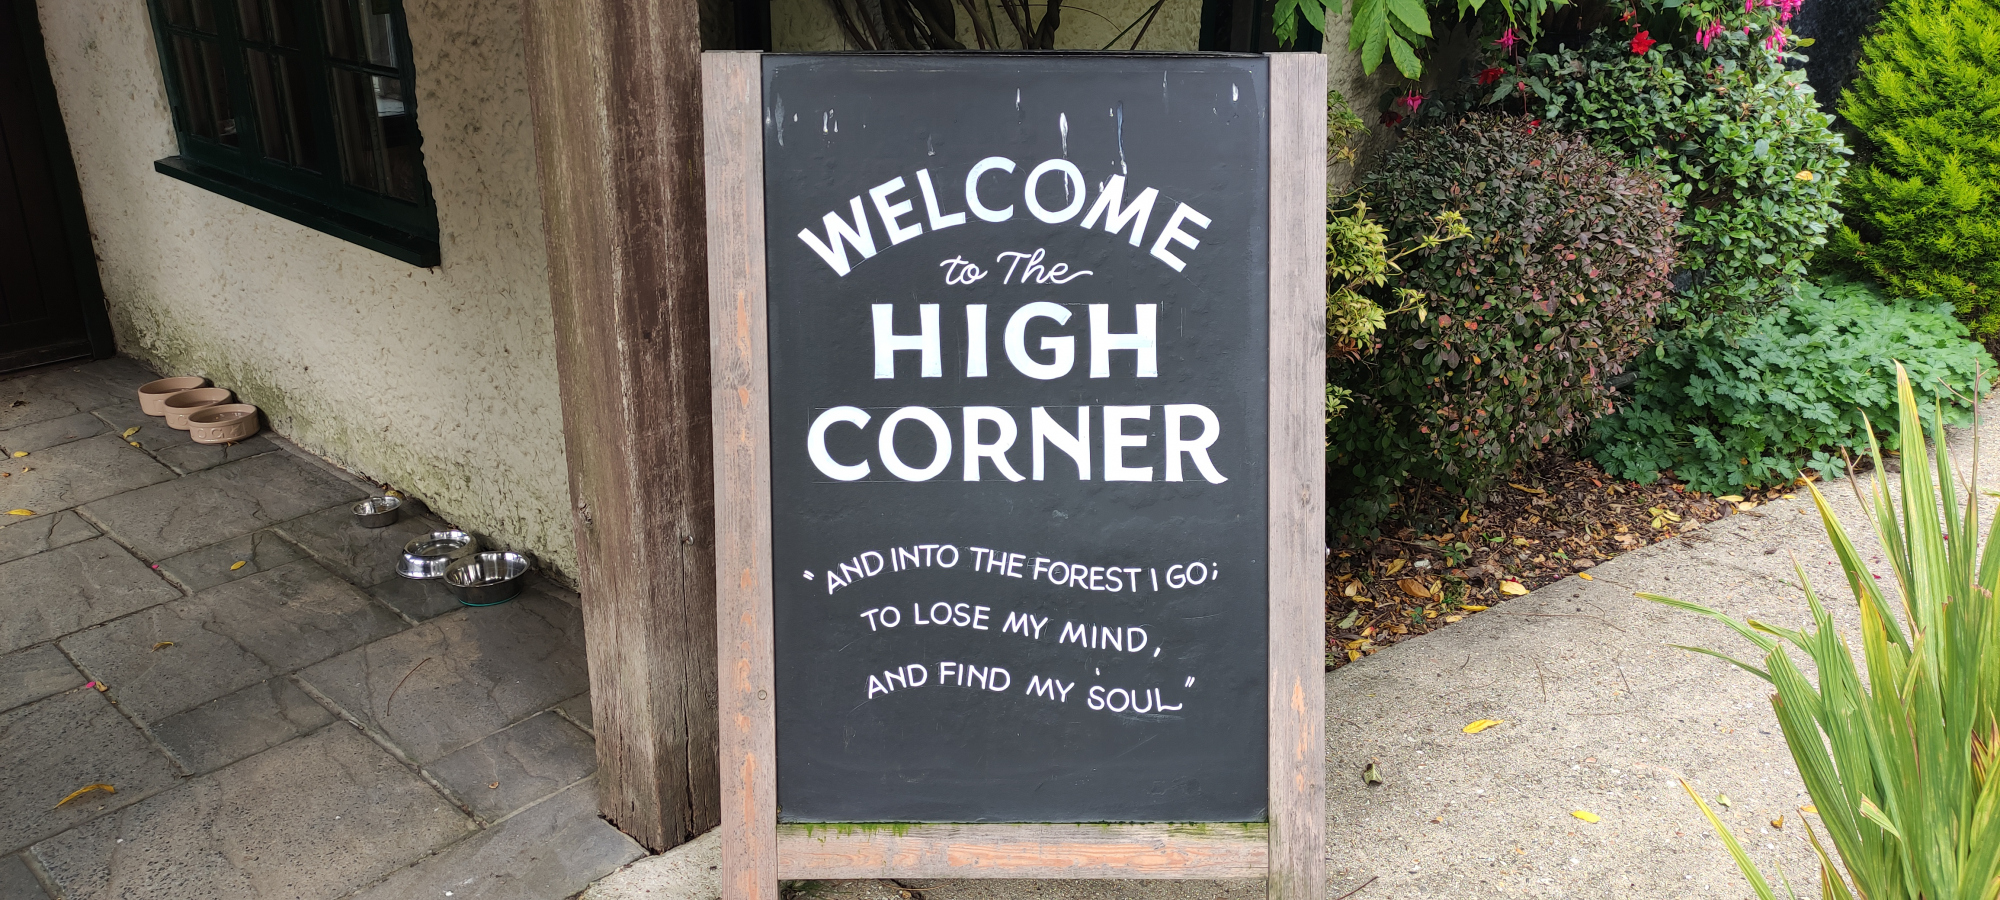 WELCOME
to The
HIGH
CORNER
"AND INTO THE FOREST I GO;
TO LOSE MY MIND,
AND FIND MY SOUL"